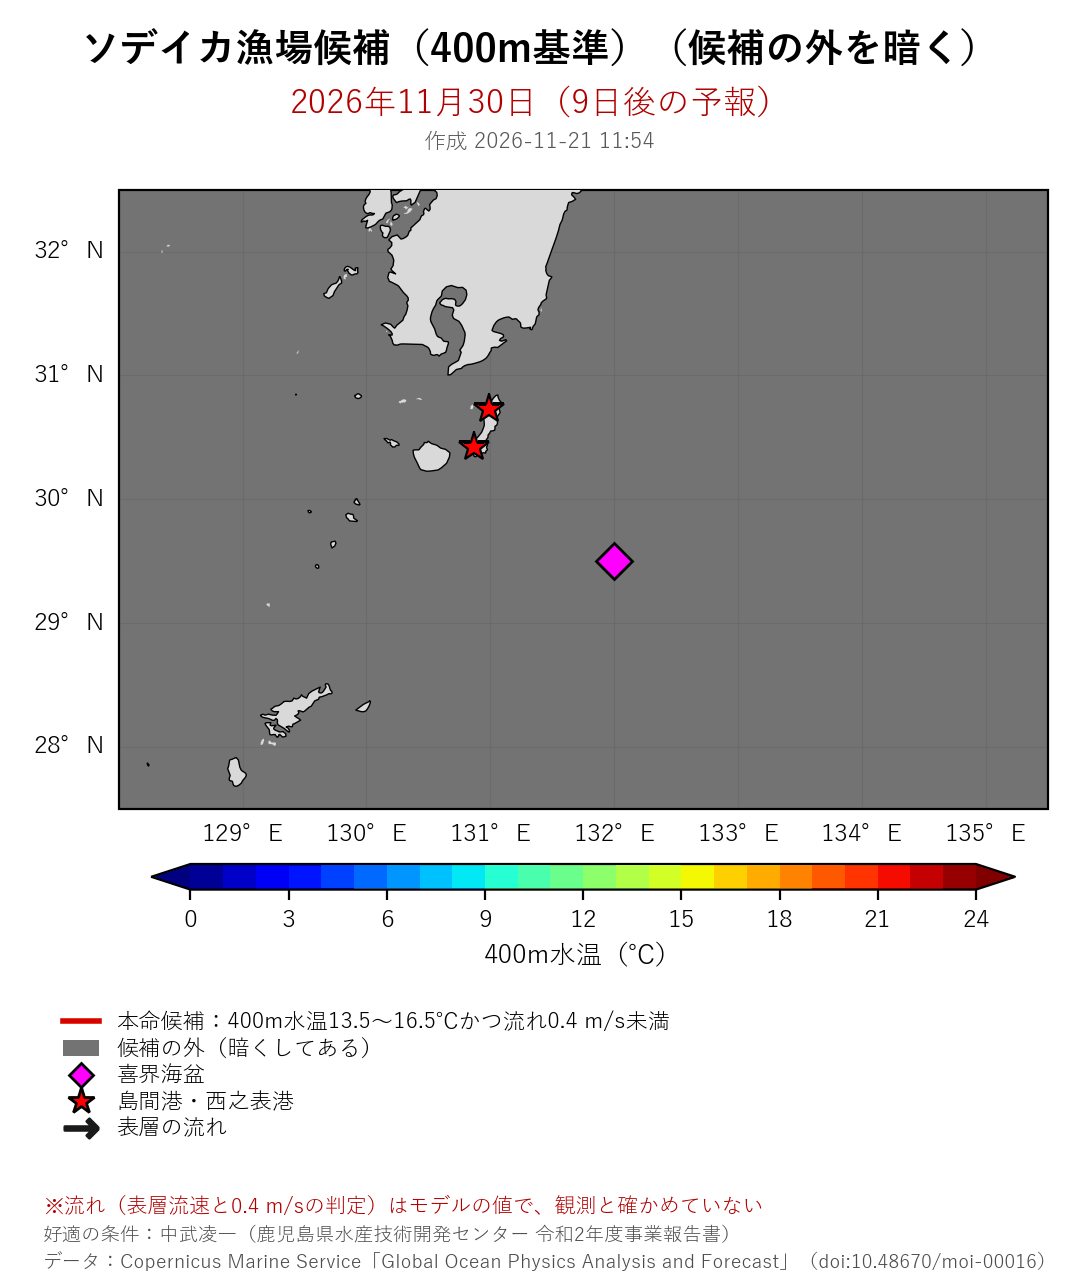 ソデイカ漁場候補（400m基準）（候補の外を暗く）
2026年11月30日（9日後の予報）
作成 2026-11-21 11:54
32° N
31° N
30° N
29° N
28° N
129° E 130° E 131° E 132° E 133° E 134° E 135° E
0 3 6 9 12 15 18 21 24
400m水温（℃）
本命候補：400m水温13.5～16.5℃かつ流れ0.4 m/s未満
候補の外（暗くしてある）
喜界海盆
島間港・西之表港
表層の流れ
※流れ（表層流速と0.4 m/sの判定）はモデルの値で、観測と確かめていない
好適の条件：中武凌一（鹿児島県水産技術開発センター 令和2年度事業報告書）
データ：Copernicus Marine Service「Global Ocean Physics Analysis and Forecast」（doi:10.48670/moi-00016）